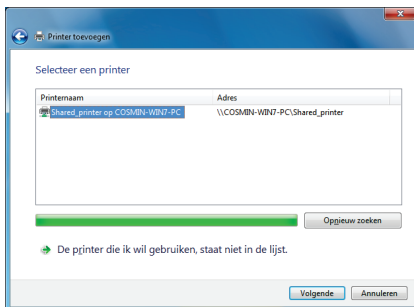 Printer toevoegen
Selecteer een printer
Printernaam Adres
Shared_printer op COSMIN-WIN7-PC \\COSMIN-WIN7-PC\Shared_printer
Opnieuw zoeken
De printer die ik wil gebruiken, staat niet in de lijst.
Volgende Annuleren